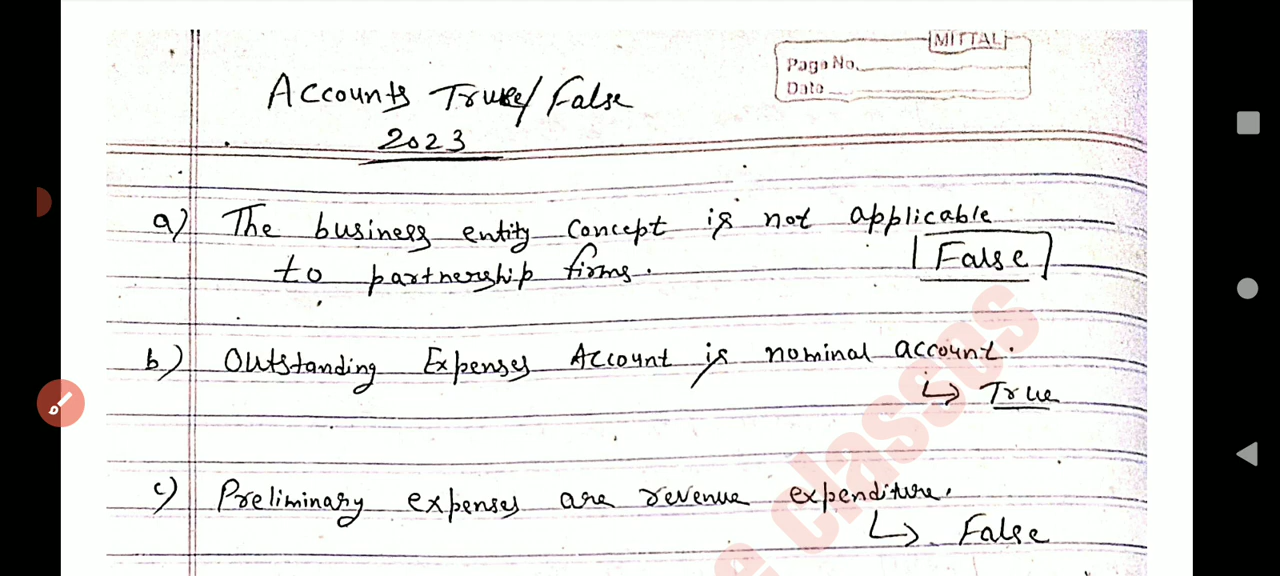 MITTAL
Page No.
Date
Accounts True/False
2023
a) The business entity concept is not applicable
to partnership firms.
False
b.) Outstanding Expenses Account is nominal account.
↳ True
c) Preliminary expenses are revenue expenditure.
↳ False
classes